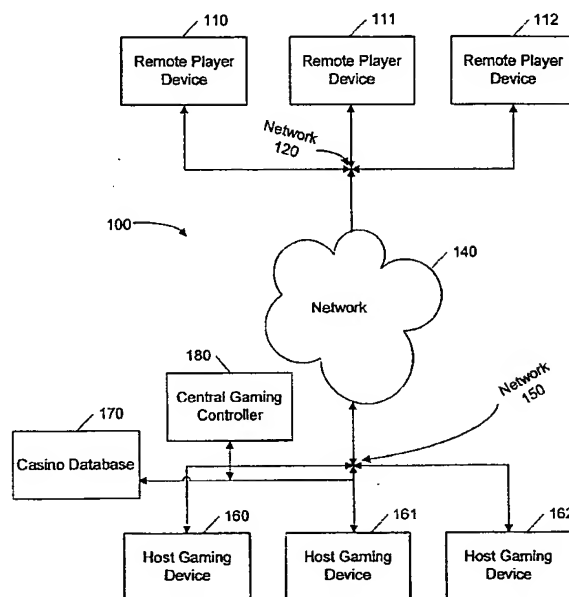 110
111
112
Remote Player
Device
Remote Player
Device
Remote Player
Device
Network
120
100
140
Network
180
Central Gaming
Controller
Network
150
170
Casino Database
160
161
162
Host Gaming
Device
Host Gaming
Device
Host Gaming
Device